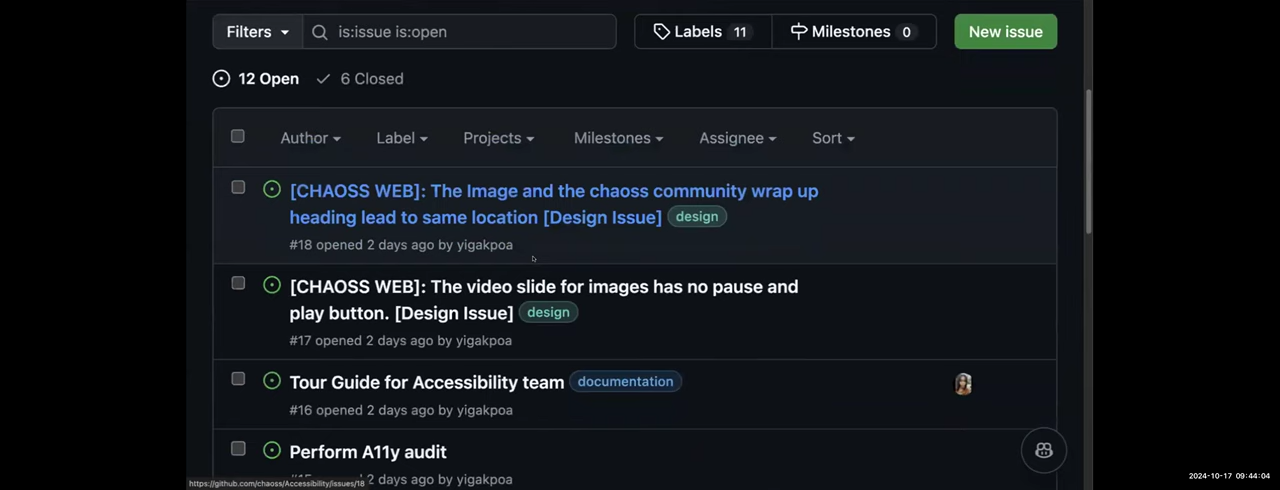 Filters is:issue is:open Labels 11 Milestones 0 New issue
12 Open 6 Closed
Author Label Projects Milestones Assignee Sort
[CHAOSS WEB]: The Image and the chaoss community wrap up
heading lead to same location [Design Issue] design
#18 opened 2 days ago by yigakpoa
[CHAOSS WEB]: The video slide for images has no pause and
play button. [Design Issue] design
#17 opened 2 days ago by yigakpoa
Tour Guide for Accessibility team documentation
#16 opened 2 days ago by yigakpoa
Perform A11y audit
opened 2 days ago by yigakpoa
https://github.com/chaoss/Accessibility/issues/18
2024-10-17 09:44:04